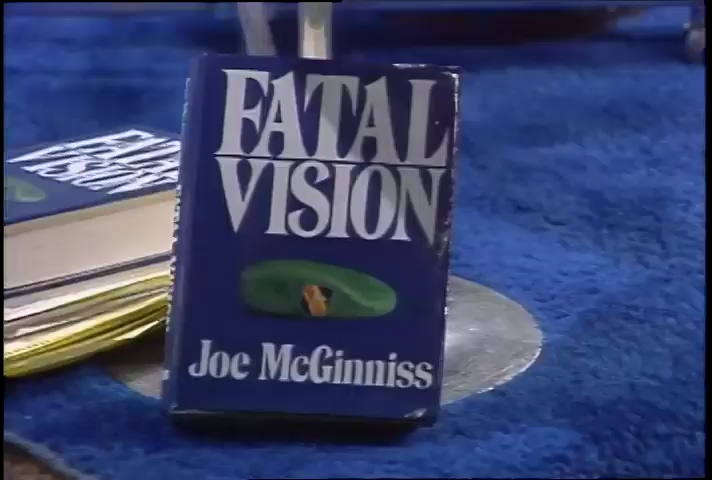 FATAL
VISION
Joe McGinniss
FATAL
VISION